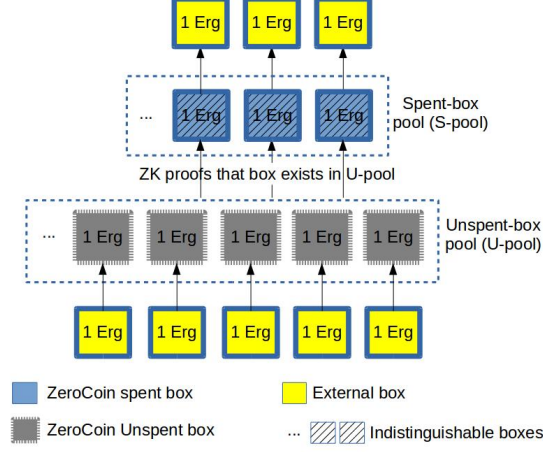 1 Erg 1 Erg 1 Erg
... 1 Erg 1 Erg 1 Erg
Spent-box
pool (S-pool)
ZK proofs that box exists in U-pool
... 1 Erg 1 Erg 1 Erg 1 Erg 1 Erg
Unspent-box
pool (U-pool)
1 Erg 1 Erg 1 Erg 1 Erg 1 Erg
ZeroCoin spent box
External box
ZeroCoin Unspent box
... Indistinguishable boxes